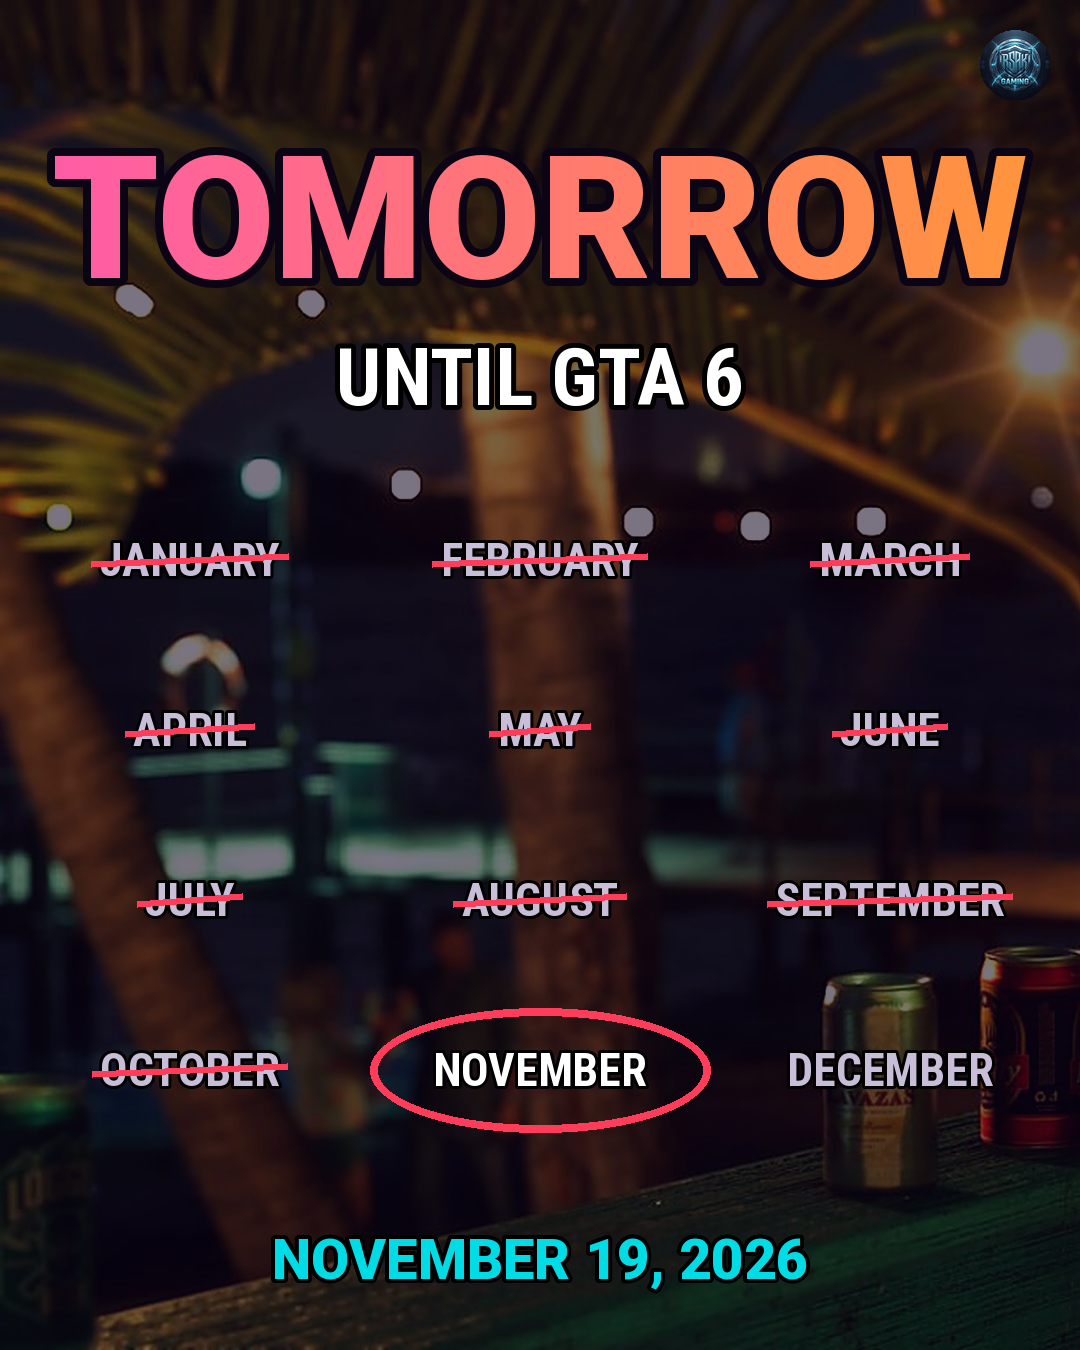 GAMING
TOMORROW
UNTIL GTA 6
JANUARY FEBRUARY MARCH
APRIL MAY JUNE
JULY AUGUST SEPTEMBER
OCTOBER NOVEMBER DECEMBER
NOVEMBER 19, 2026